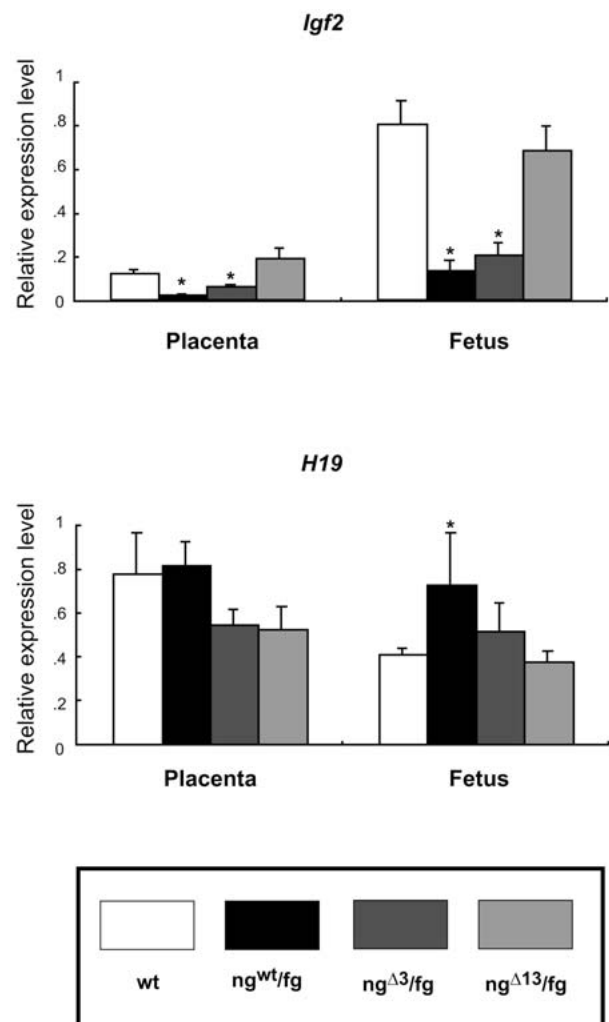 Igf2
Relative expression level
1
.8
.6
.4
.2
0
*
*
*
*
Placenta
Fetus
H19
Relative expression level
1
.8
.6
.4
.2
0
*
Placenta
Fetus
wt
ng^wt/fg
ng^Δ3/fg
ng^Δ13/fg